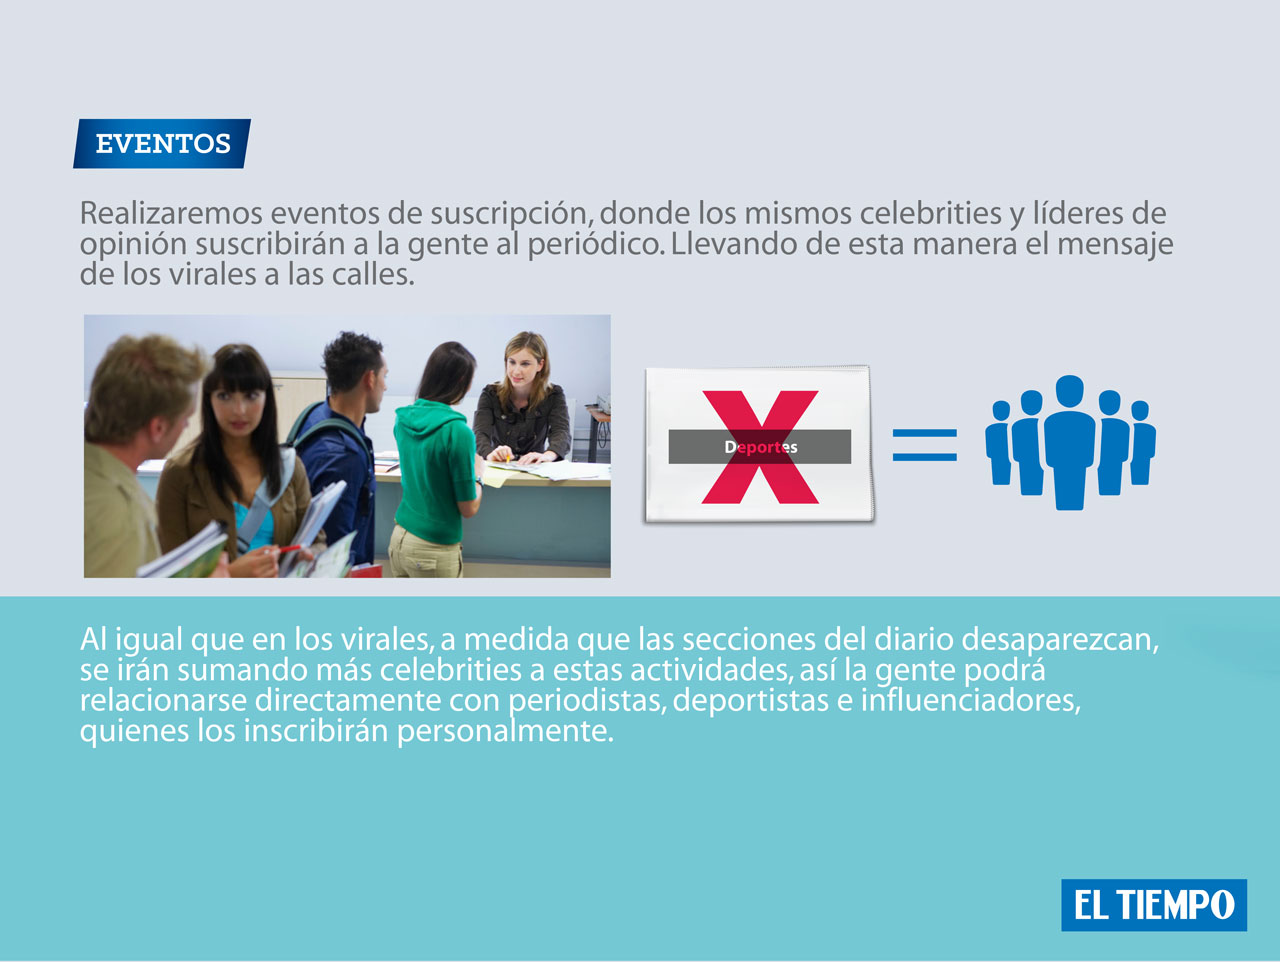 EVENTOS
Realizaremos eventos de suscripción, donde los mismos celebrities y líderes de
opinión suscribirán a la gente al periódico. Llevando de esta manera el mensaje
de los virales a las calles.
X
Deportes
=
Al igual que en los virales, a medida que las secciones del diario desaparezcan,
se irán sumando más celebrities a estas actividades, así la gente podrá
relacionarse directamente con periodistas, deportistas e influenciadores,
quienes los inscribirán personalmente.
EL TIEMPO